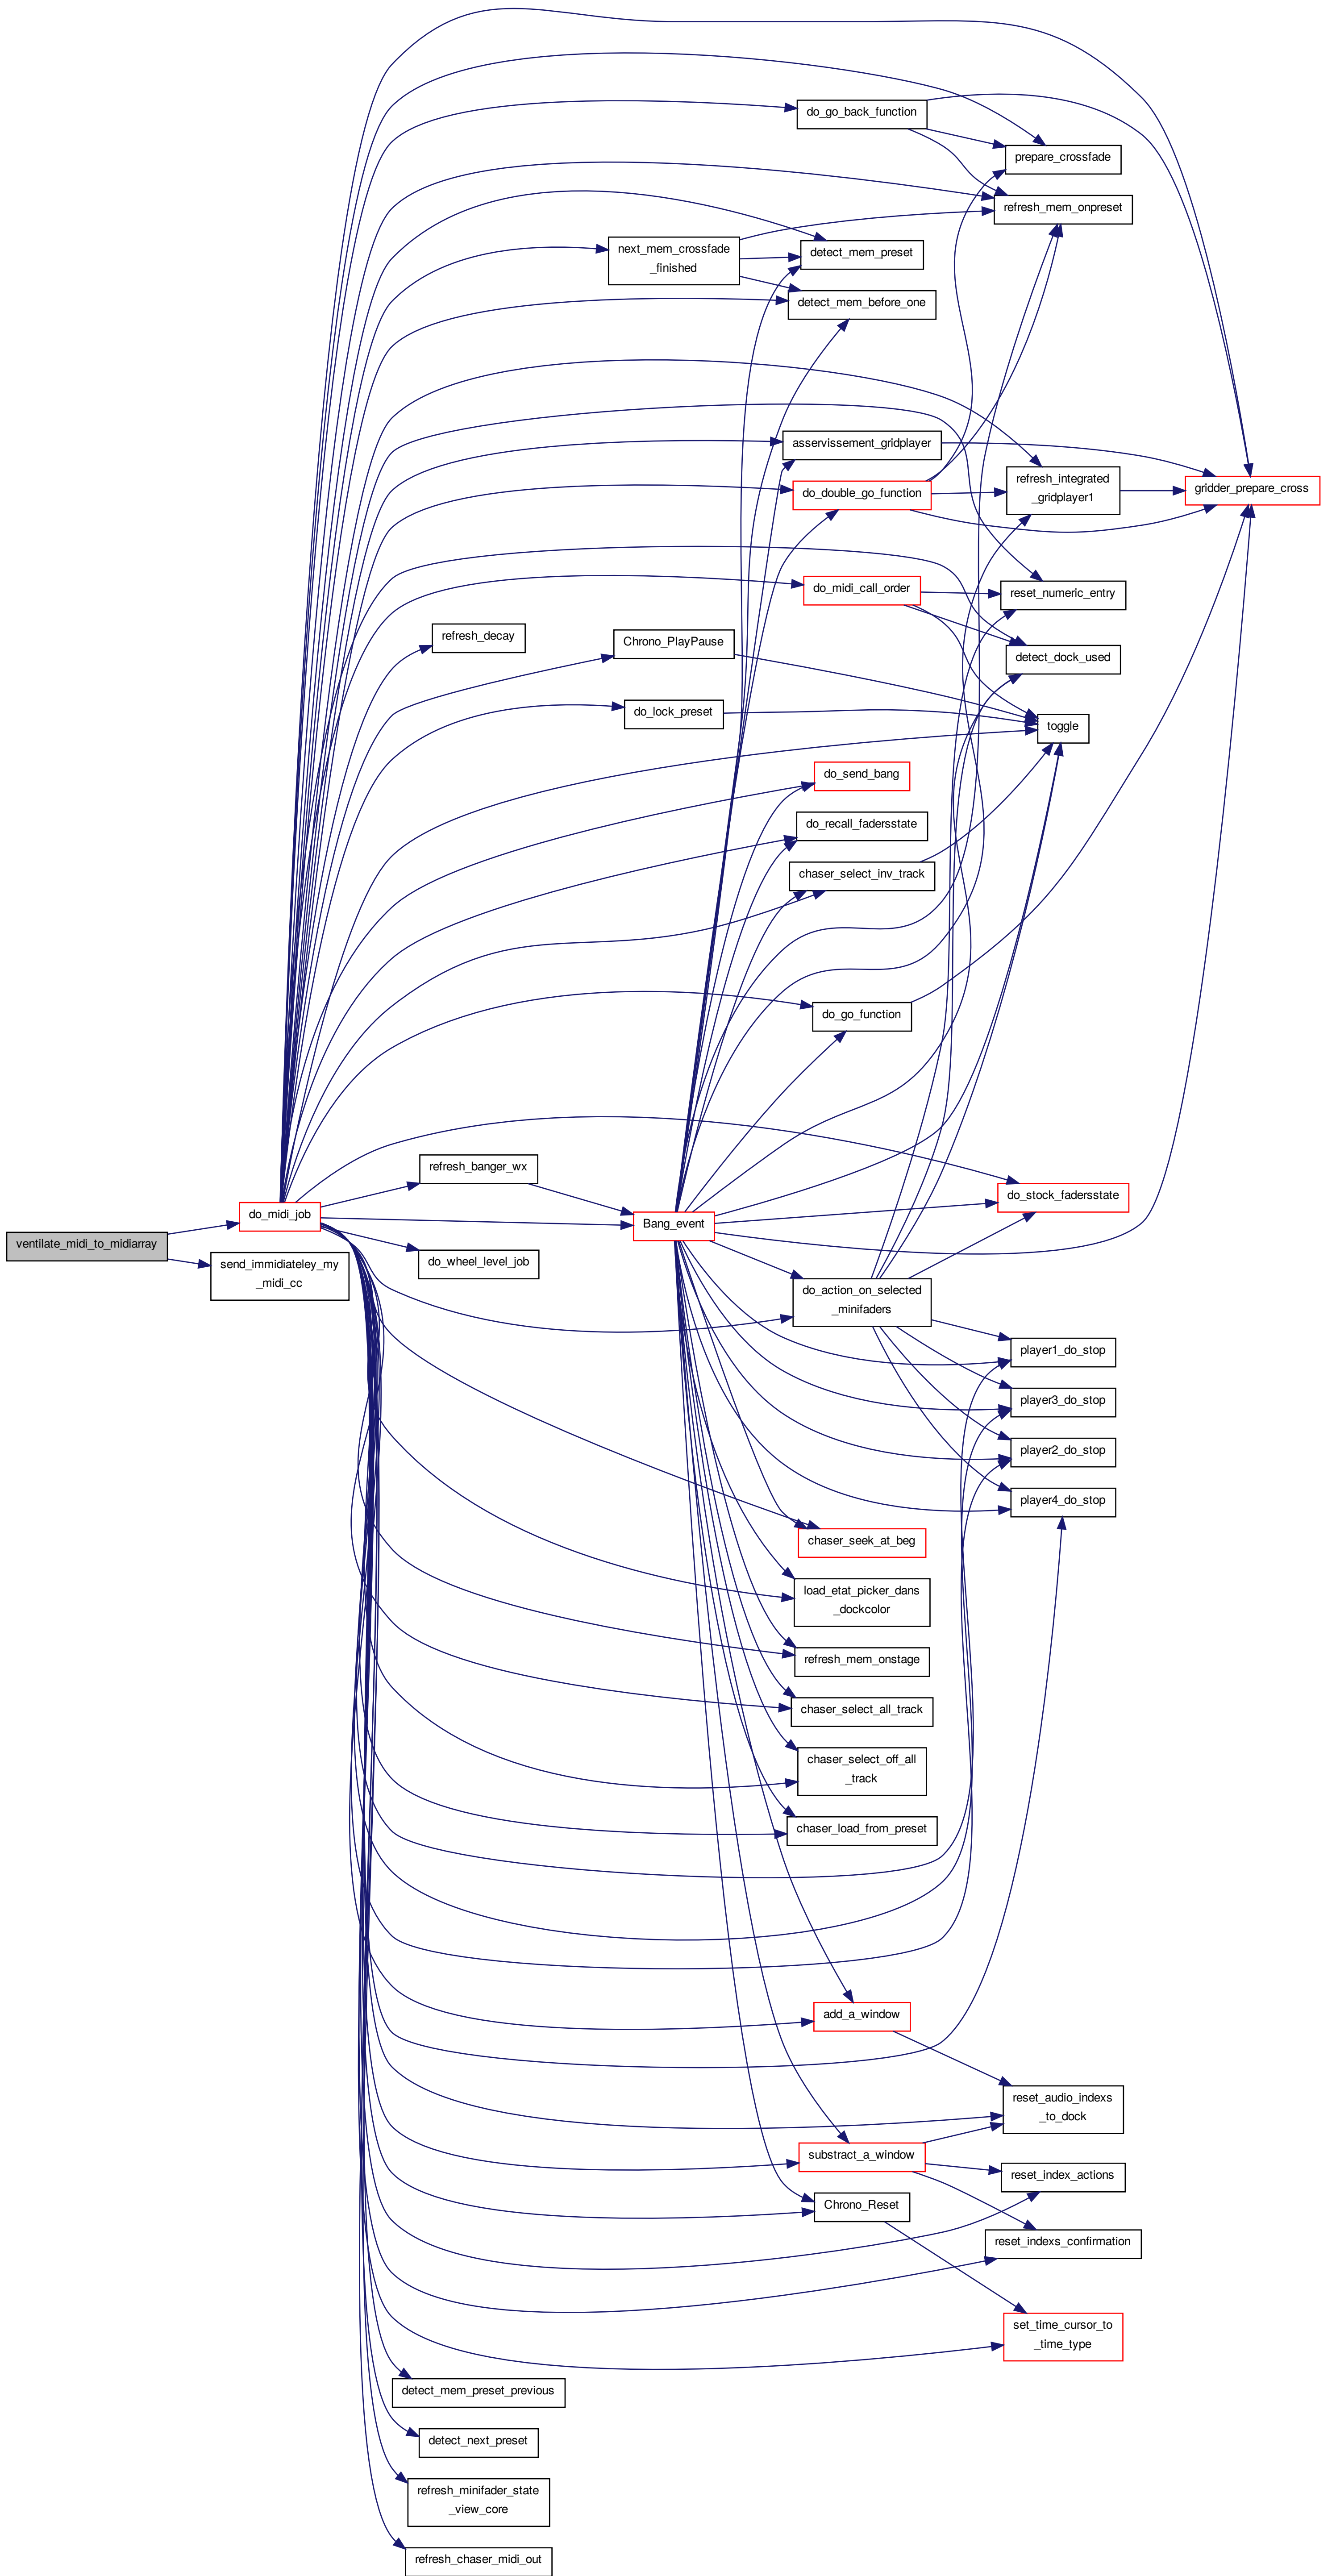 do_go_back_function
prepare_crossfade
refresh_mem_onpreset
next_mem_crossfade
_finished
detect_mem_preset
detect_mem_before_one
asservissement_gridplayer
refresh_integrated
_gridplayer1
gridder_prepare_cross
do_double_go_function
do_midi_call_order
reset_numeric_entry
refresh_decay
Chrono_PlayPause
detect_dock_used
do_lock_preset
toggle
do_send_bang
do_recall_fadersstate
chaser_select_inv_track
do_go_function
refresh_banger_wx
do_stock_fadersstate
do_midi_job
Bang_event
ventilate_midi_to_midiarray
send_immidiateley_my
_midi_cc
do_wheel_level_job
do_action_on_selected
_minifaders
player1_do_stop
player3_do_stop
player2_do_stop
player4_do_stop
chaser_seek_at_beg
load_etat_picker_dans
_dockcolor
refresh_mem_onstage
chaser_select_all_track
chaser_select_off_all
_track
chaser_load_from_preset
add_a_window
reset_audio_indexs
_to_dock
substract_a_window
reset_index_actions
Chrono_Reset
reset_indexs_confirmation
set_time_cursor_to
_time_type
detect_mem_preset_previous
detect_next_preset
refresh_minifader_state
_view_core
refresh_chaser_midi_out